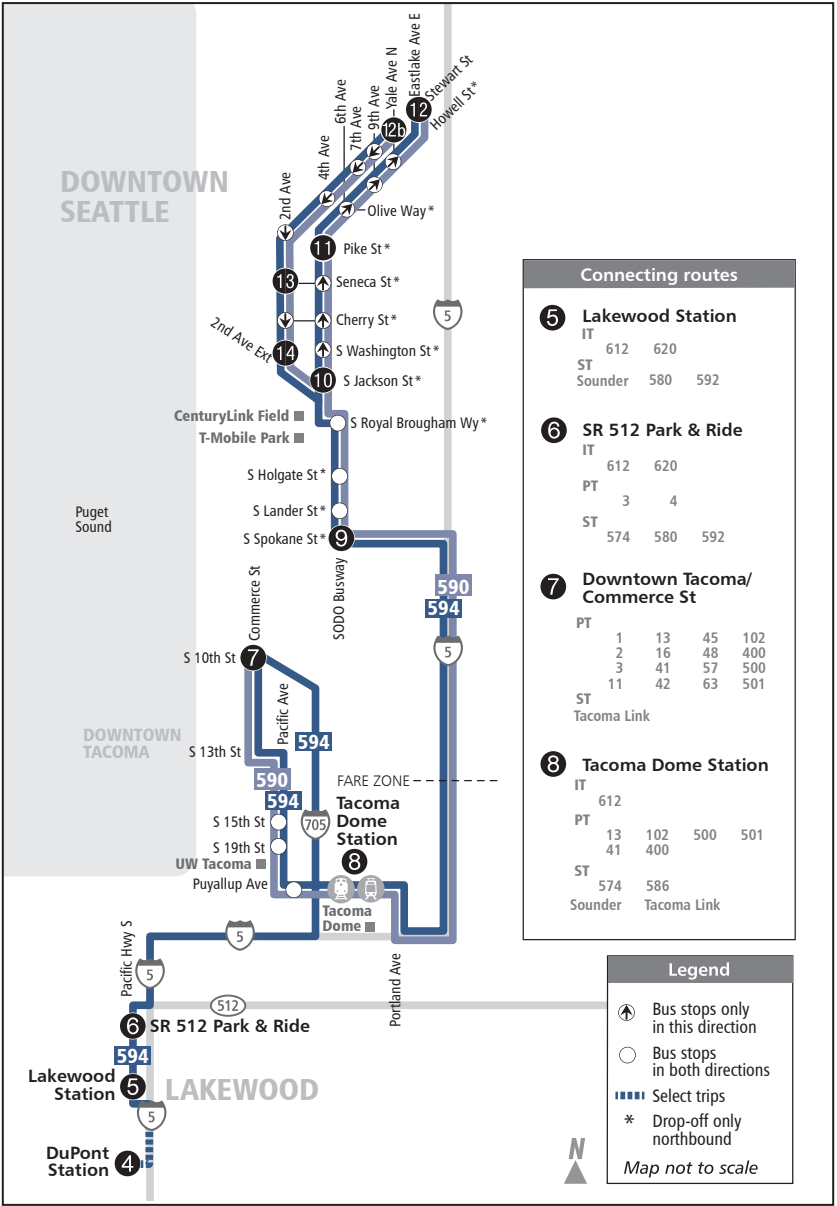 Eastlake Ave E
Yale Ave N
9th Ave
7th Ave
6th Ave
4th Ave
2nd Ave
12
Stewart St
Howell St*
12b
DOWNTOWN
SEATTLE
Olive Way*
11
Pike St*
13
Seneca St*
5
Cherry St*
2nd Ave Ext
14
S Washington St*
10
S Jackson St*
CenturyLink Field
T-Mobile Park
S Royal Brougham Wy*
S Holgate St*
Puget
Sound
S Lander St*
S Spokane St*
9
SODO Busway
590
594
5
Commerce St
S 10th St
7
Pacific Ave
DOWNTOWN
TACOMA
S 13th St
594
590
594
FARE ZONE
Tacoma
Dome
Station
8
S 15th St
705
S 19th St
UW Tacoma
Puyallup Ave
Tacoma
Dome
Portland Ave
Pacific Hwy S
5
5
512
6
SR 512 Park & Ride
594
Lakewood
Station
5
LAKEWOOD
5
DuPont
Station
4
N
Connecting routes
5 Lakewood Station
IT
612 620
ST
Sounder 580 592
6 SR 512 Park & Ride
IT
612 620
PT
3 4
ST
574 580 592
7 Downtown Tacoma/
Commerce St
PT
1 13 45 102
2 16 48 400
3 41 57 500
11 42 63 501
ST
Tacoma Link
8 Tacoma Dome Station
IT
612
PT
13 102 500 501
41 400
ST
574 586
Sounder Tacoma Link
Legend
Bus stops only
in this direction
Bus stops
in both directions
Select trips
* Drop-off only
northbound
Map not to scale